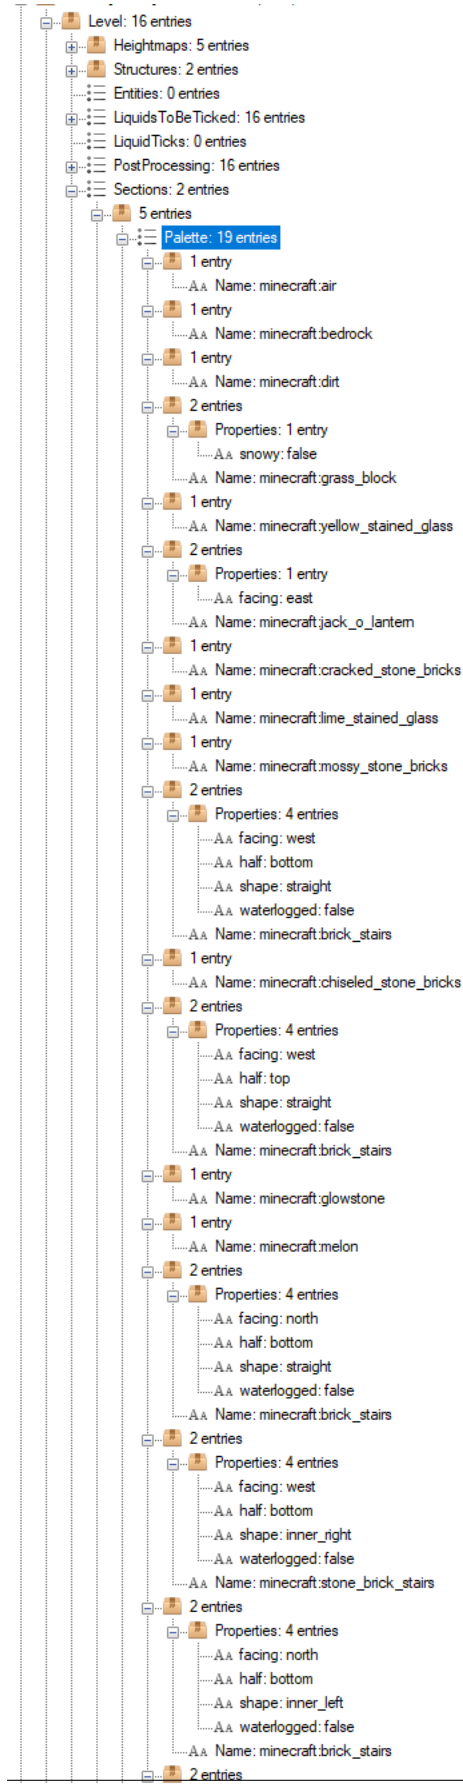 Level: 16 entries
Heightmaps: 5 entries
Structures: 2 entries
Entities: 0 entries
LiquidsToBeTicked: 16 entries
LiquidTicks: 0 entries
PostProcessing: 16 entries
Sections: 2 entries
5 entries
Palette: 19 entries
1 entry
Name: minecraft:air
1 entry
Name: minecraft:bedrock
1 entry
Name: minecraft:dirt
2 entries
Properties: 1 entry
snowy: false
Name: minecraft:grass_block
1 entry
Name: minecraft:yellow_stained_glass
2 entries
Properties: 1 entry
facing: east
Name: minecraft:jack_o_lantern
1 entry
Name: minecraft:cracked_stone_bricks
1 entry
Name: minecraft:lime_stained_glass
1 entry
Name: minecraft:mossy_stone_bricks
2 entries
Properties: 4 entries
facing: west
half: bottom
shape: straight
waterlogged: false
Name: minecraft:brick_stairs
1 entry
Name: minecraft:chiseled_stone_bricks
2 entries
Properties: 4 entries
facing: west
half: top
shape: straight
waterlogged: false
Name: minecraft:brick_stairs
1 entry
Name: minecraft:glowstone
1 entry
Name: minecraft:melon
2 entries
Properties: 4 entries
facing: north
half: bottom
shape: straight
waterlogged: false
Name: minecraft:brick_stairs
2 entries
Properties: 4 entries
facing: west
half: bottom
shape: inner_right
waterlogged: false
Name: minecraft:stone_brick_stairs
2 entries
Properties: 4 entries
facing: north
half: bottom
shape: inner_left
waterlogged: false
Name: minecraft:brick_stairs
2 entries